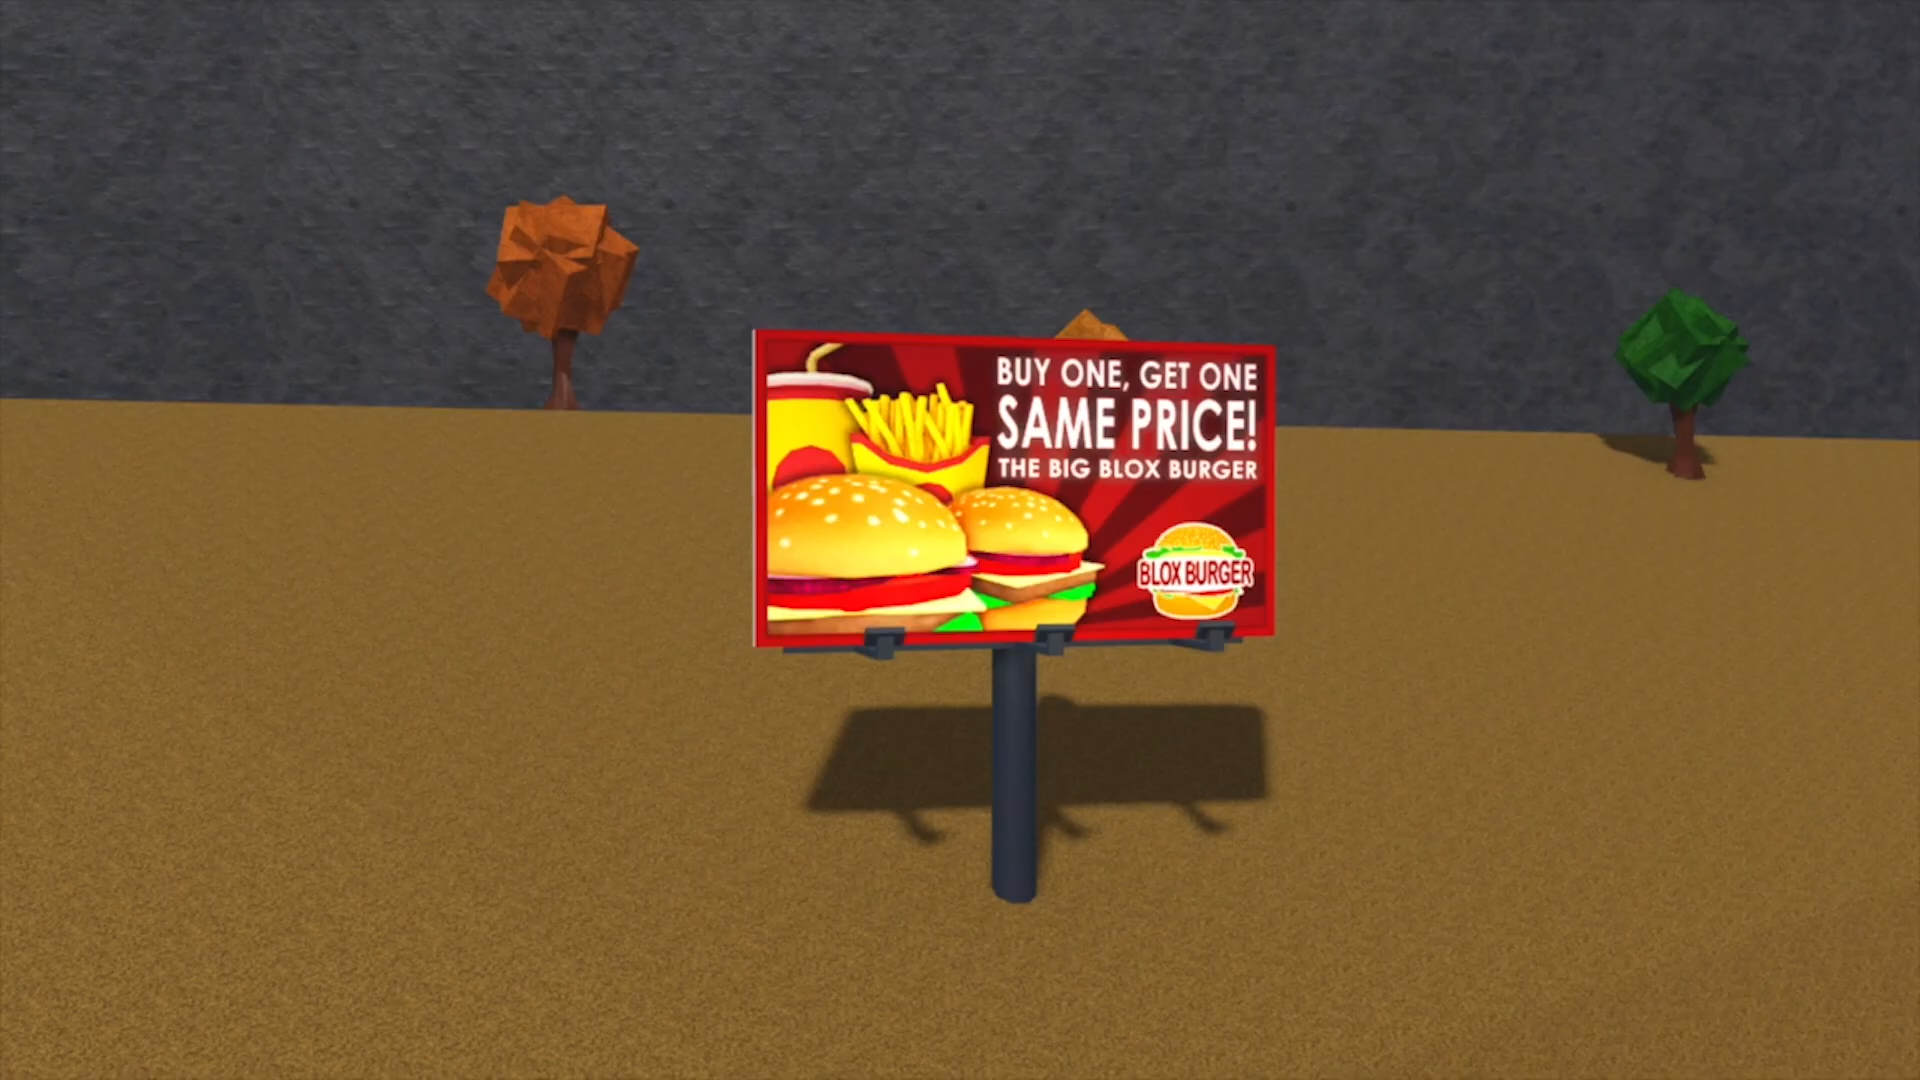 BUY ONE, GET ONE
SAME PRICE!
THE BIG BLOX BURGER
BLOX BURGER